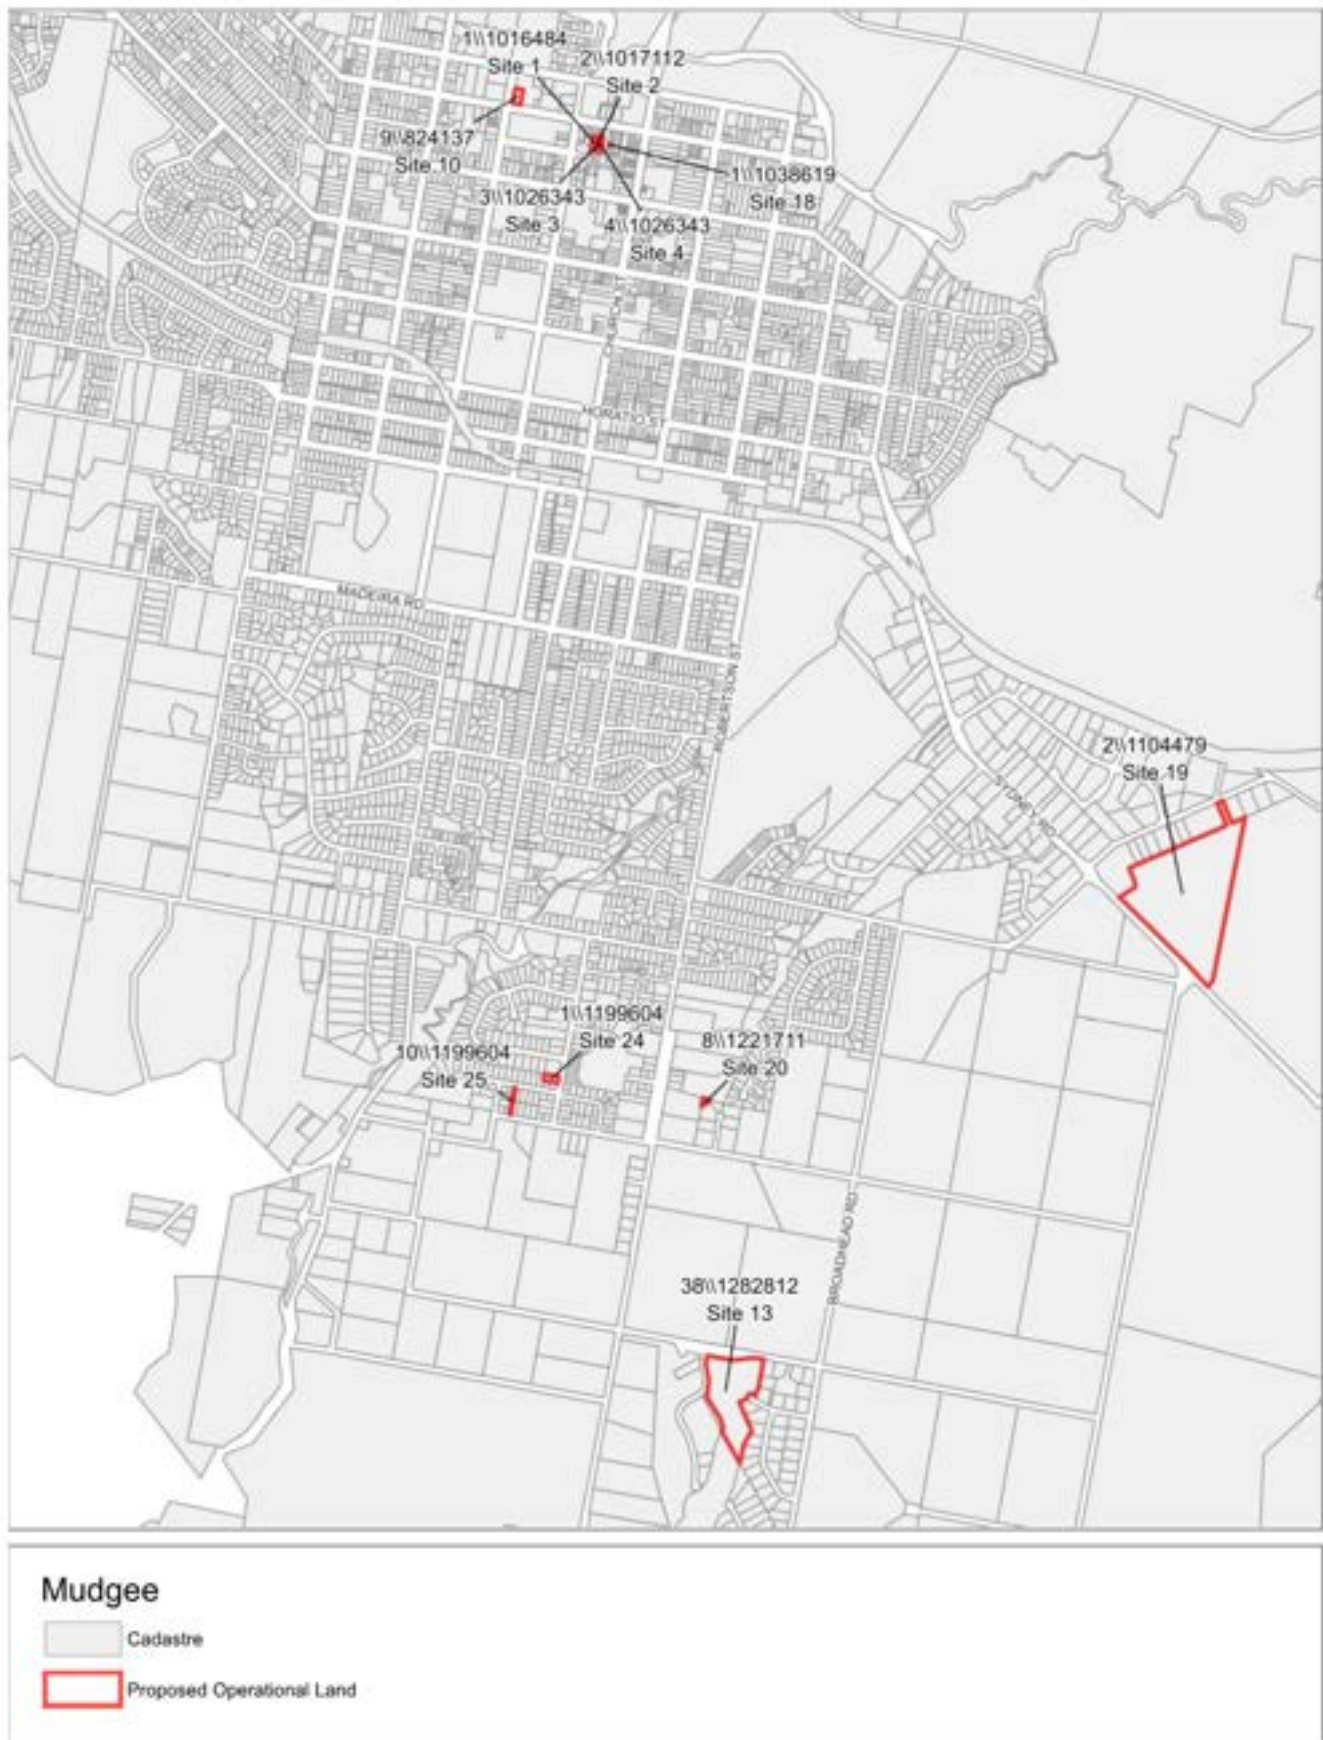 1\\1016484
Site 1
2\\1017112
Site 2
9\\824137
Site 10
1\\1038619
Site 18
3\\1026343
Site 3
4\\1026343
Site 4
CHURCH ST
HORATIO ST
MADEIRA RD
ROBERTSON ST
2\\1104479
Site 19
SYDNEY RD
1\\1199604
Site 24
10\\1199604
Site 25
8\\1221711
Site 20
BROADHEAD RD
38\\1282812
Site 13
Mudgee
Cadastre
Proposed Operational Land